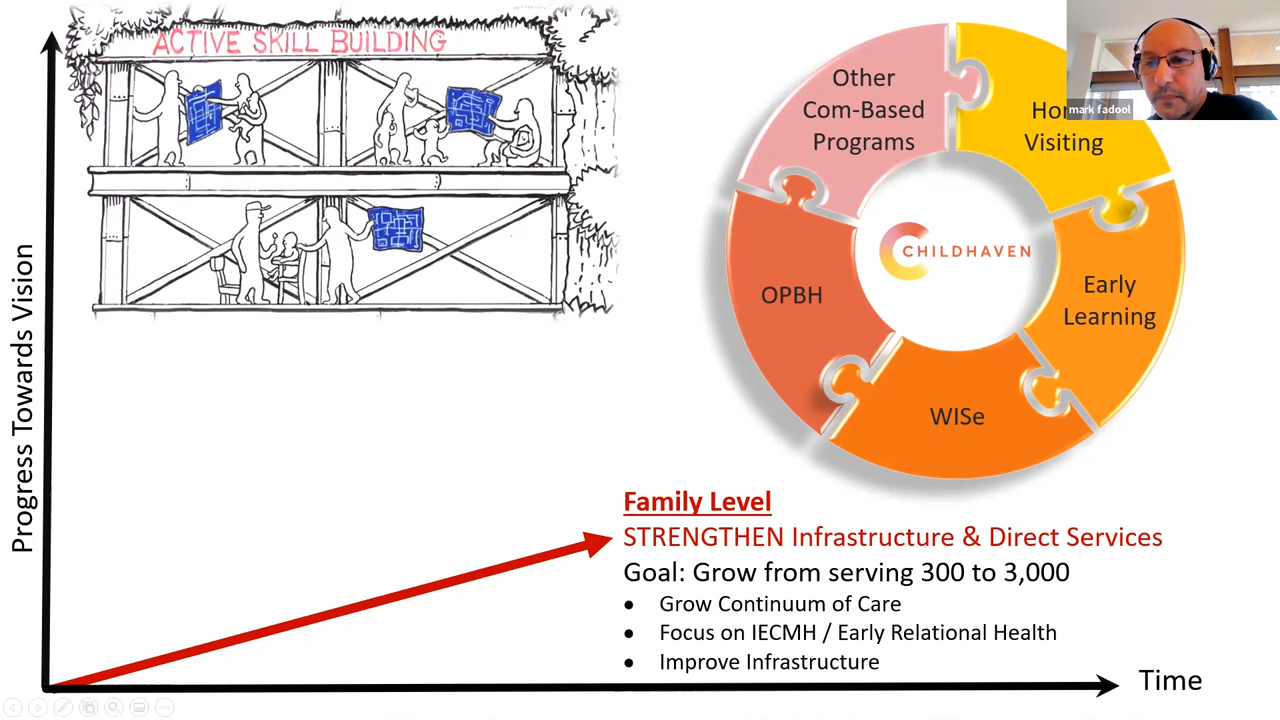 ACTIVE SKILL BUILDING
Other
Com-Based
Programs
Visiting
mark fadool
CHILDHAVEN
OPBH
Early
Learning
WISe
Progress Towards Vision
Family Level
STRENGTHEN Infrastructure & Direct Services
Goal: Grow from serving 300 to 3,000
• Grow Continuum of Care
• Focus on IECMH / Early Relational Health
• Improve Infrastructure
Time